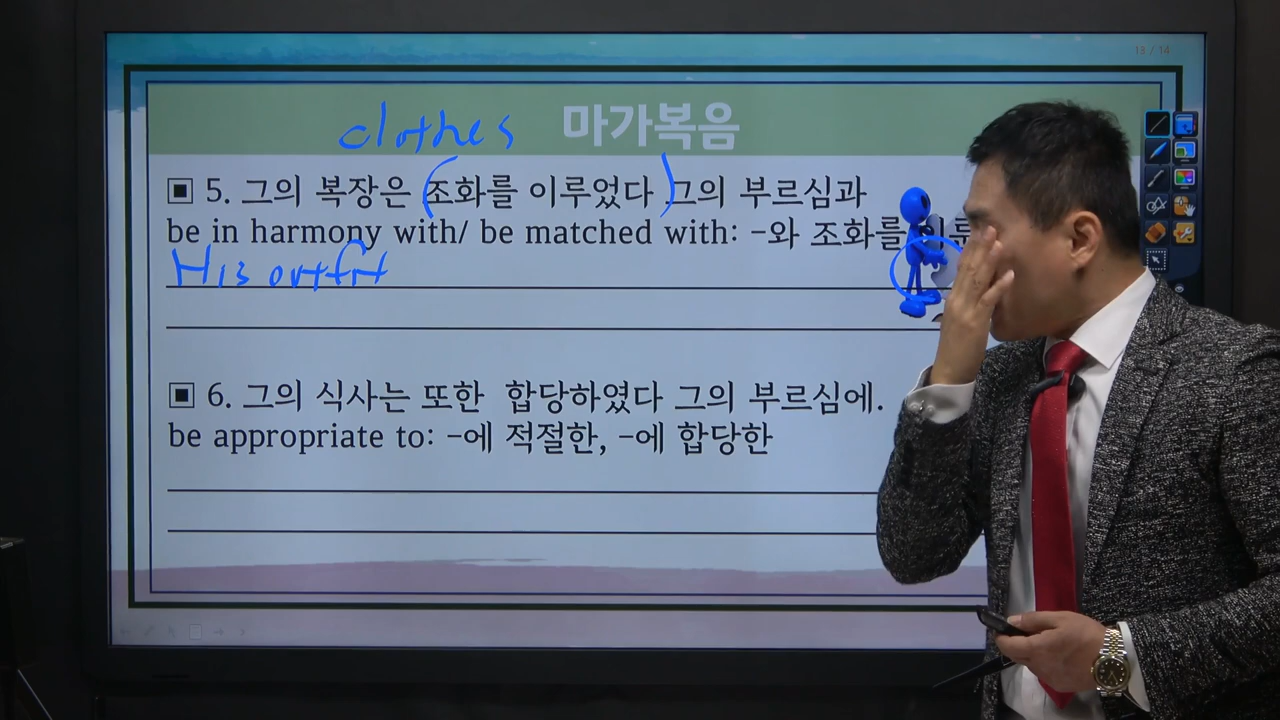 13 / 14
clothes 마가복음
▣ 5. 그의 복장은 (조화를 이루었다) 그의 부르심과
be in harmony with/ be matched with: -와 조화를
His outfit
▣ 6. 그의 식사는 또한 합당하였다 그의 부르심에.
be appropriate to: -에 적절한, -에 합당한